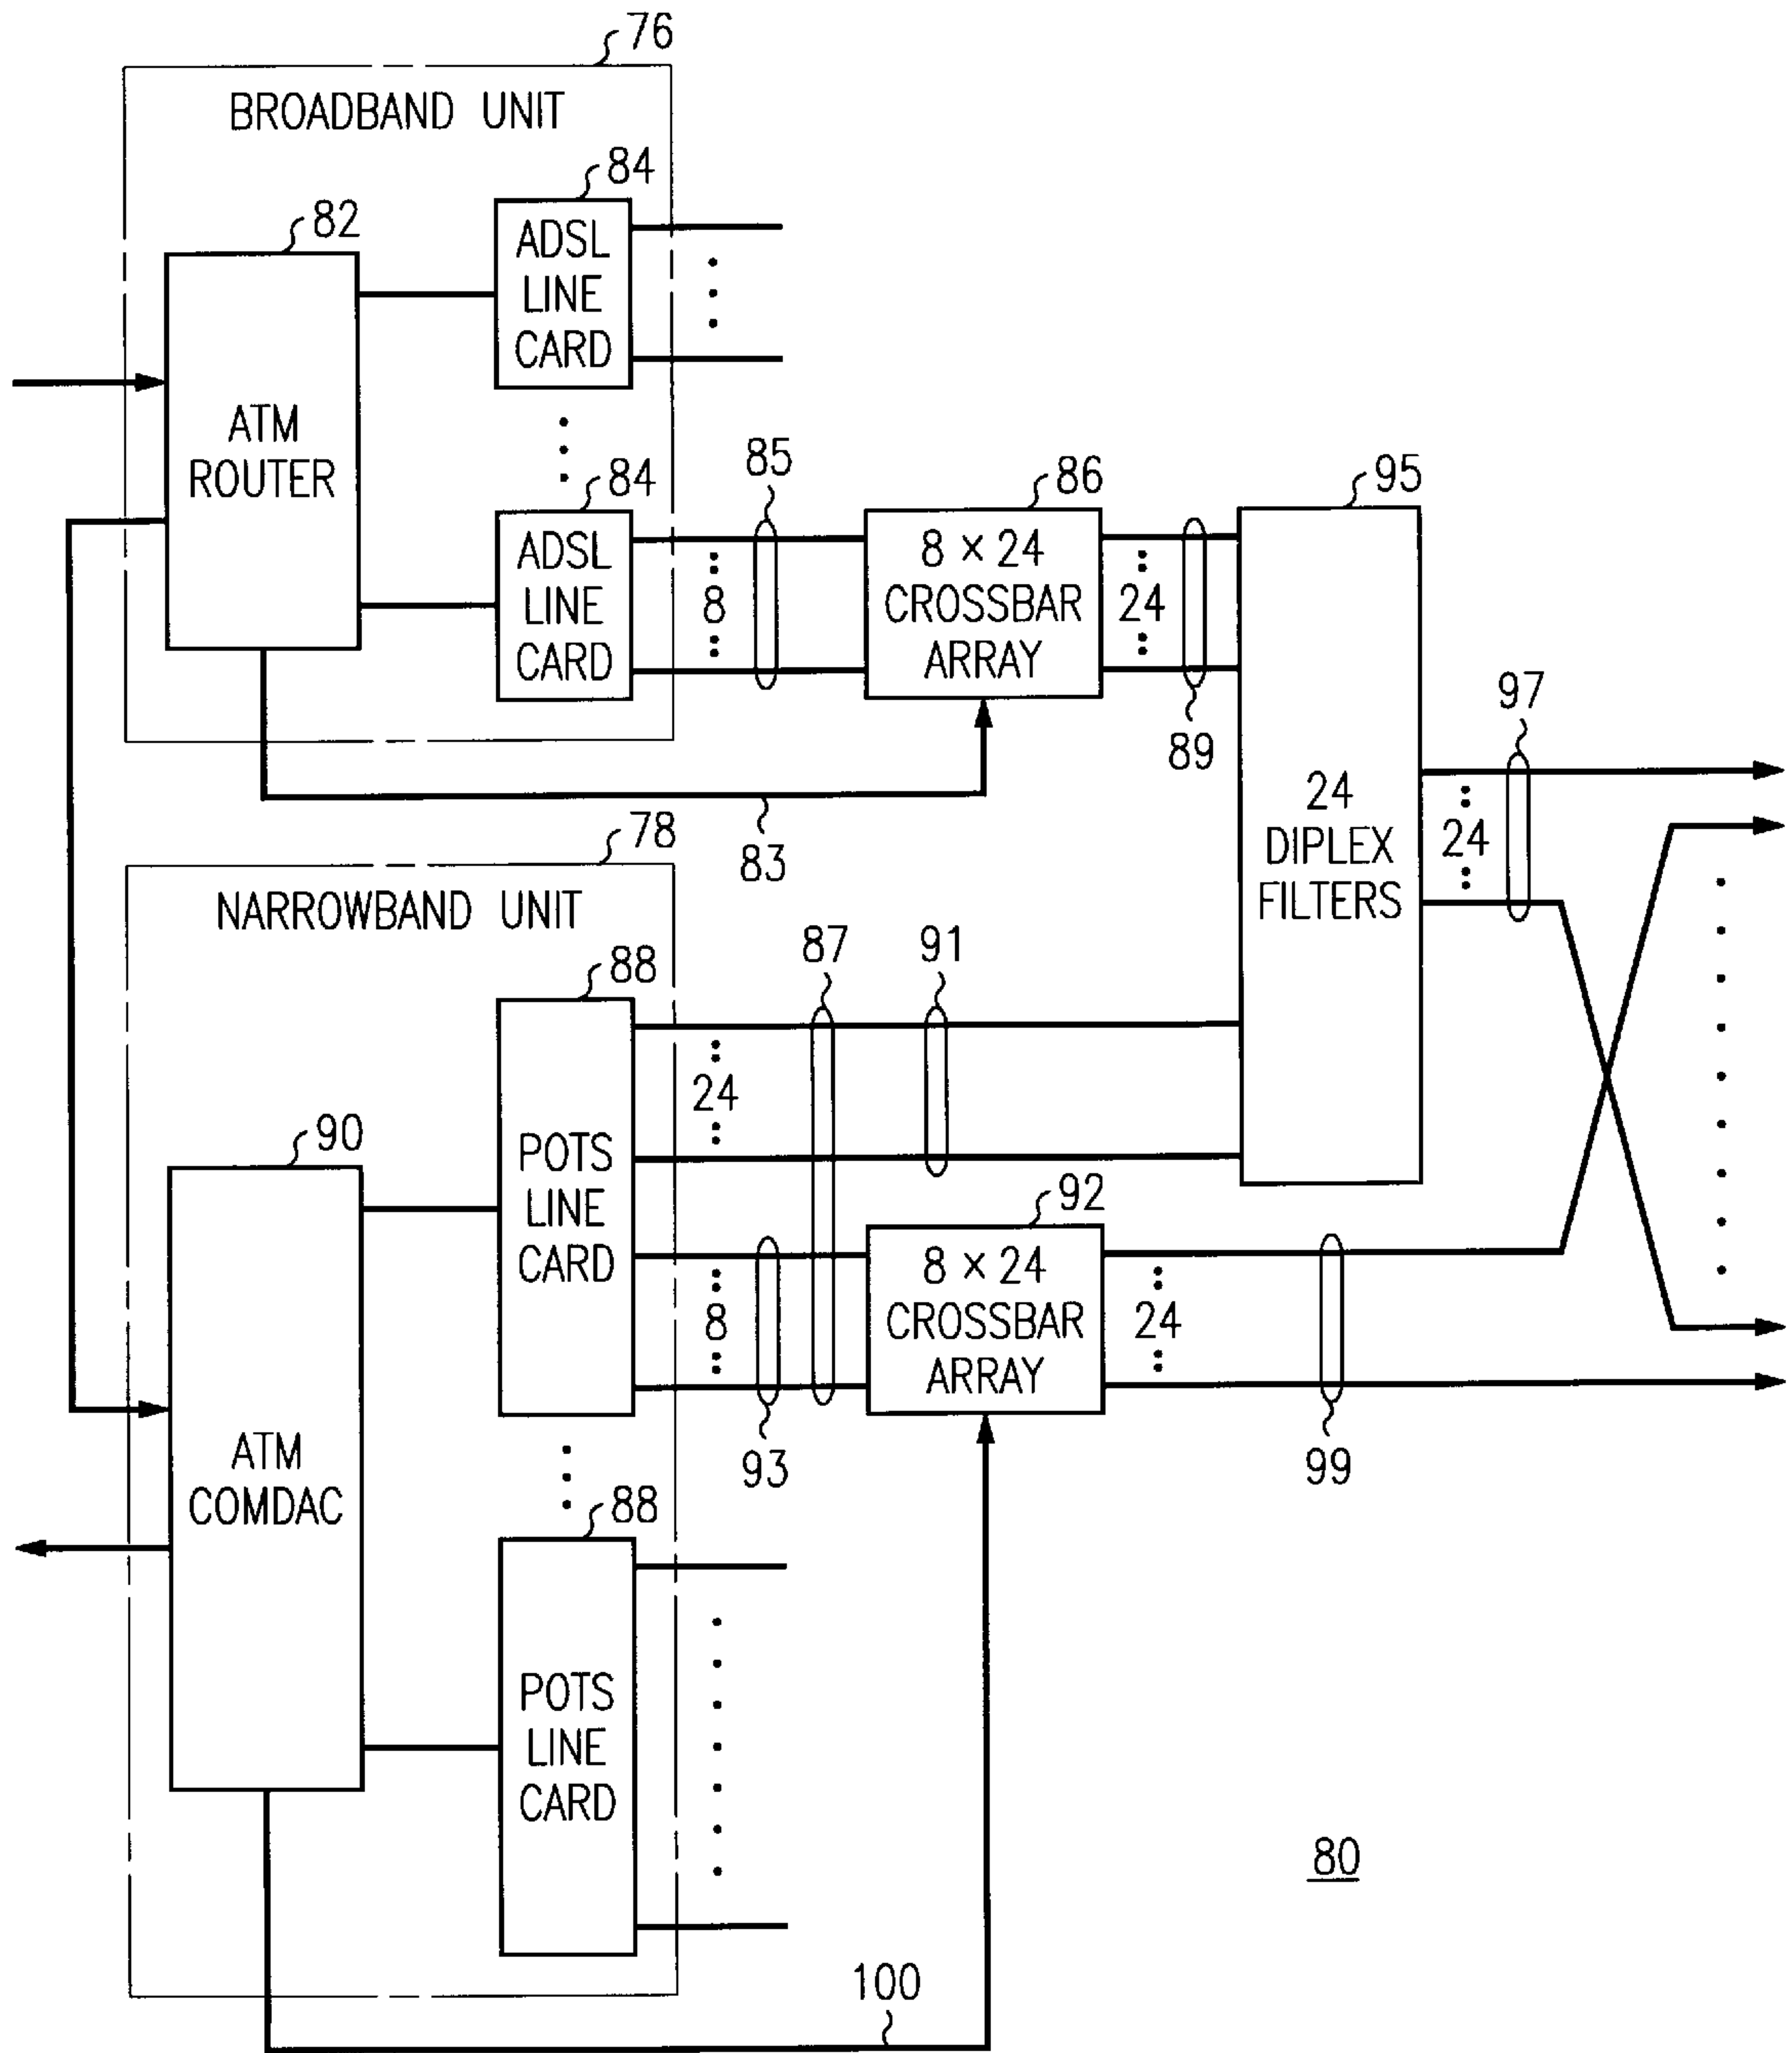 76
BROADBAND UNIT
84
82
ADSL
LINE
CARD
ATM
ROUTER
84
85
86
95
ADSL
LINE
CARD
8
8 × 24
CROSSBAR
ARRAY
24
89
97
83
24
DIPLEX
FILTERS
24
78
NARROWBAND UNIT
88
87
91
24
90
POTS
LINE
CARD
92
8
8 × 24
CROSSBAR
ARRAY
24
93
99
ATM
COMDAC
88
POTS
LINE
CARD
80
100